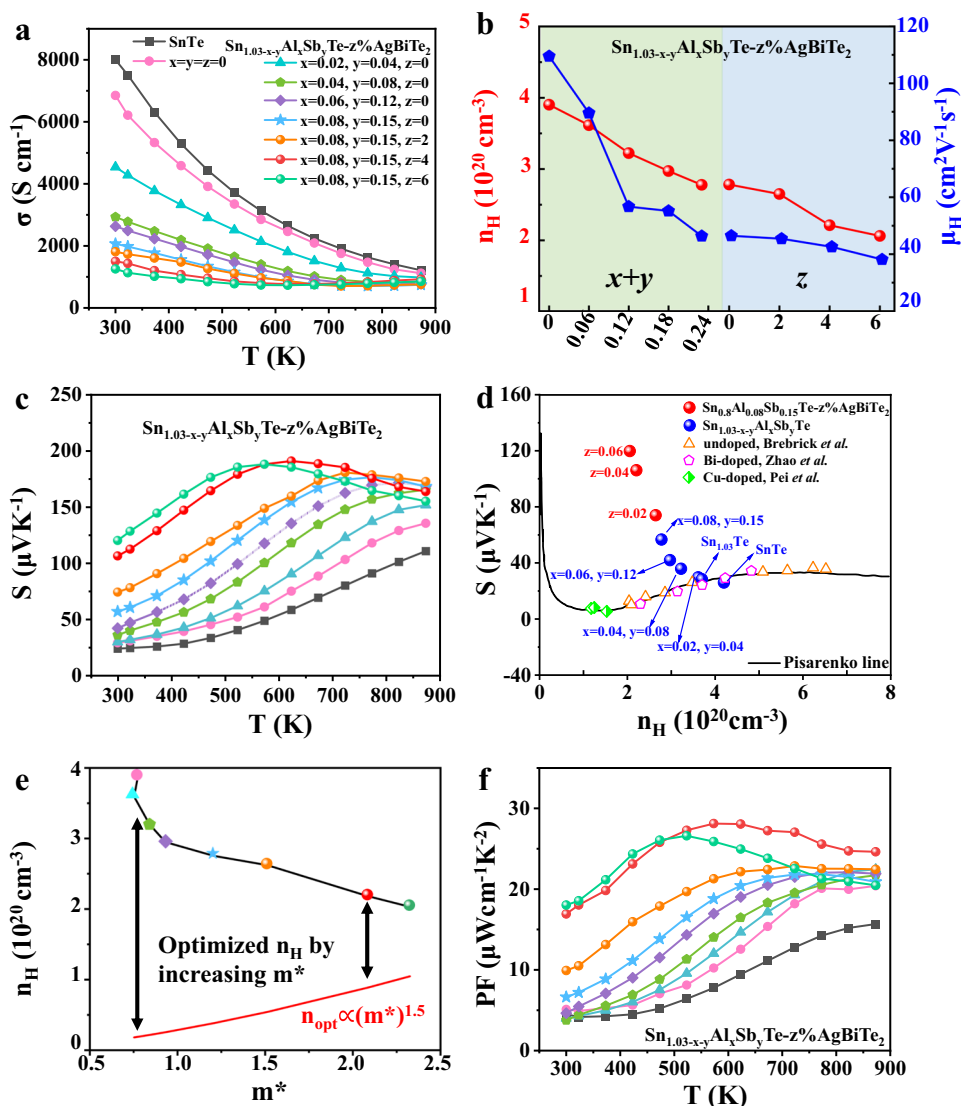 a
σ (S cm⁻¹)
8000
6000
4000
2000
0
300 400 500 600 700 800 900
T (K)
SnTe
x=y=z=0
Sn1.03-x-yAlxSbyTe-z%AgBiTe2
x=0.02, y=0.04, z=0
x=0.04, y=0.08, z=0
x=0.06, y=0.12, z=0
x=0.08, y=0.15, z=0
x=0.08, y=0.15, z=2
x=0.08, y=0.15, z=4
x=0.08, y=0.15, z=6
b
Sn1.03-x-yAlxSbyTe-z%AgBiTe2
nH (10²⁰ cm⁻³)
5
4
3
2
1
μH (cm²V⁻¹s⁻¹)
120
100
80
60
40
20
x+y
z
0 0.06 0.12 0.18 0.24 0 2 4 6
c
Sn1.03-x-yAlxSbyTe-z%AgBiTe2
S (μVK⁻¹)
250
200
150
100
50
0
300 400 500 600 700 800 900
T (K)
d
S (μVK⁻¹)
160
120
80
40
0
-40
0 2 4 6 8
nH (10²⁰cm⁻³)
Sn0.8Al0.08Sb0.15Te-z%AgBiTe2
Sn1.03-x-yAlxSbyTe
undoped, Brebrick et al.
Bi-doped, Zhao et al.
Cu-doped, Pei et al.
z=0.06
z=0.04
z=0.02
x=0.08, y=0.15
Sn1.03Te
SnTe
x=0.06, y=0.12
x=0.04, y=0.08
x=0.02, y=0.04
Pisarenko line
e
nH (10²⁰ cm⁻³)
4
3
2
1
0
0.5 1.0 1.5 2.0 2.5
m*
Optimized nH by
increasing m*
nopt∝(m*)¹·⁵
f
PF (μWcm⁻¹K⁻²)
30
20
10
0
300 400 500 600 700 800 900
T (K)
Sn1.03-x-yAlxSbyTe-z%AgBiTe2